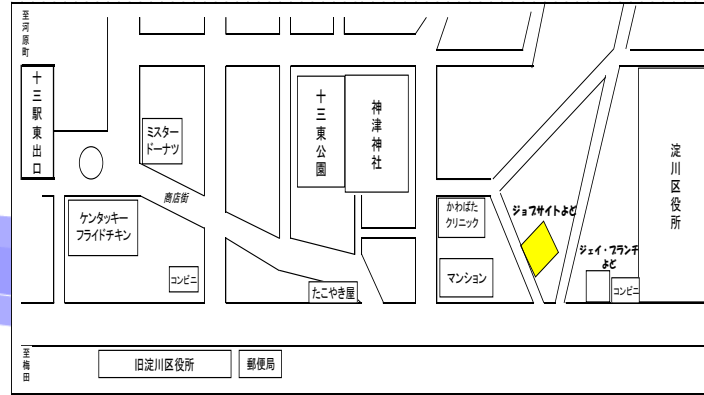 至河原町
十三駅東出口
ミスター
ドーナツ
十三東公園
神津神社
淀川区役所
商店街
ケンタッキー
フライドチキン
かわばた
クリニック
ジョブサイトよど
ジェイ・ブランチ
よど
コンビニ
たこやき屋
マンション
コンビニ
至梅田
旧淀川区役所
郵便局